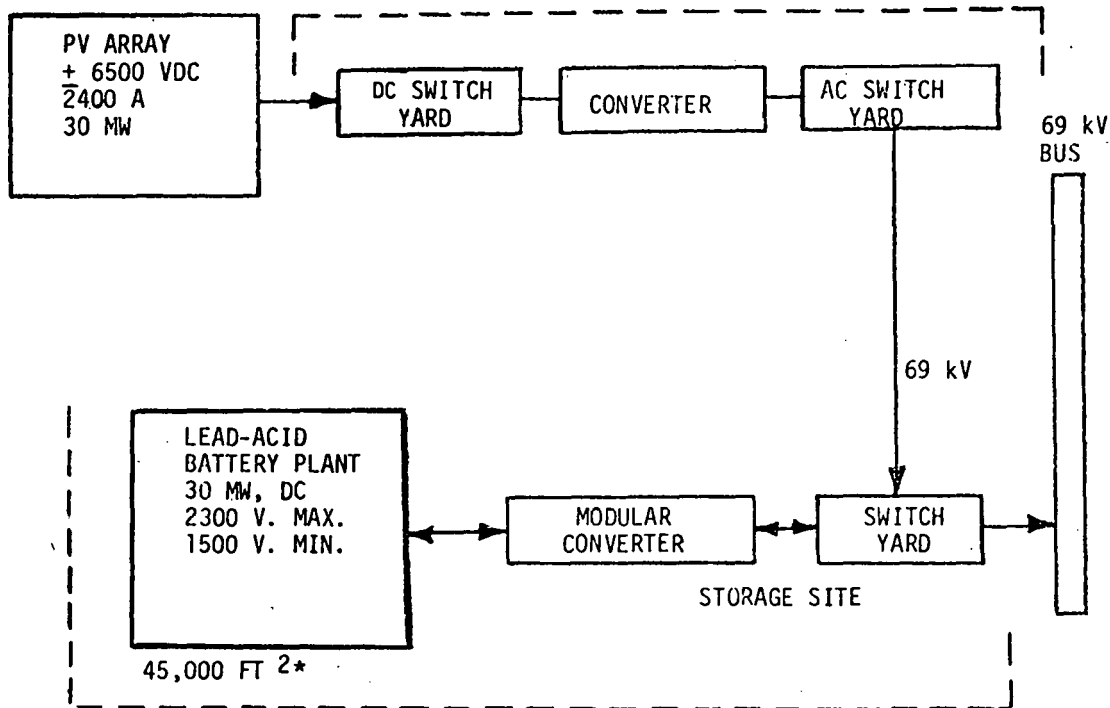 PV ARRAY
± 6500 VDC
2400 A
30 MW
DC SWITCH
YARD
CONVERTER
AC SWITCH
YARD
69 kV
BUS
69 kV
LEAD-ACID
BATTERY PLANT
30 MW, DC
2300 V. MAX.
1500 V. MIN.
MODULAR
CONVERTER
SWITCH
YARD
STORAGE SITE
45,000 FT 2*